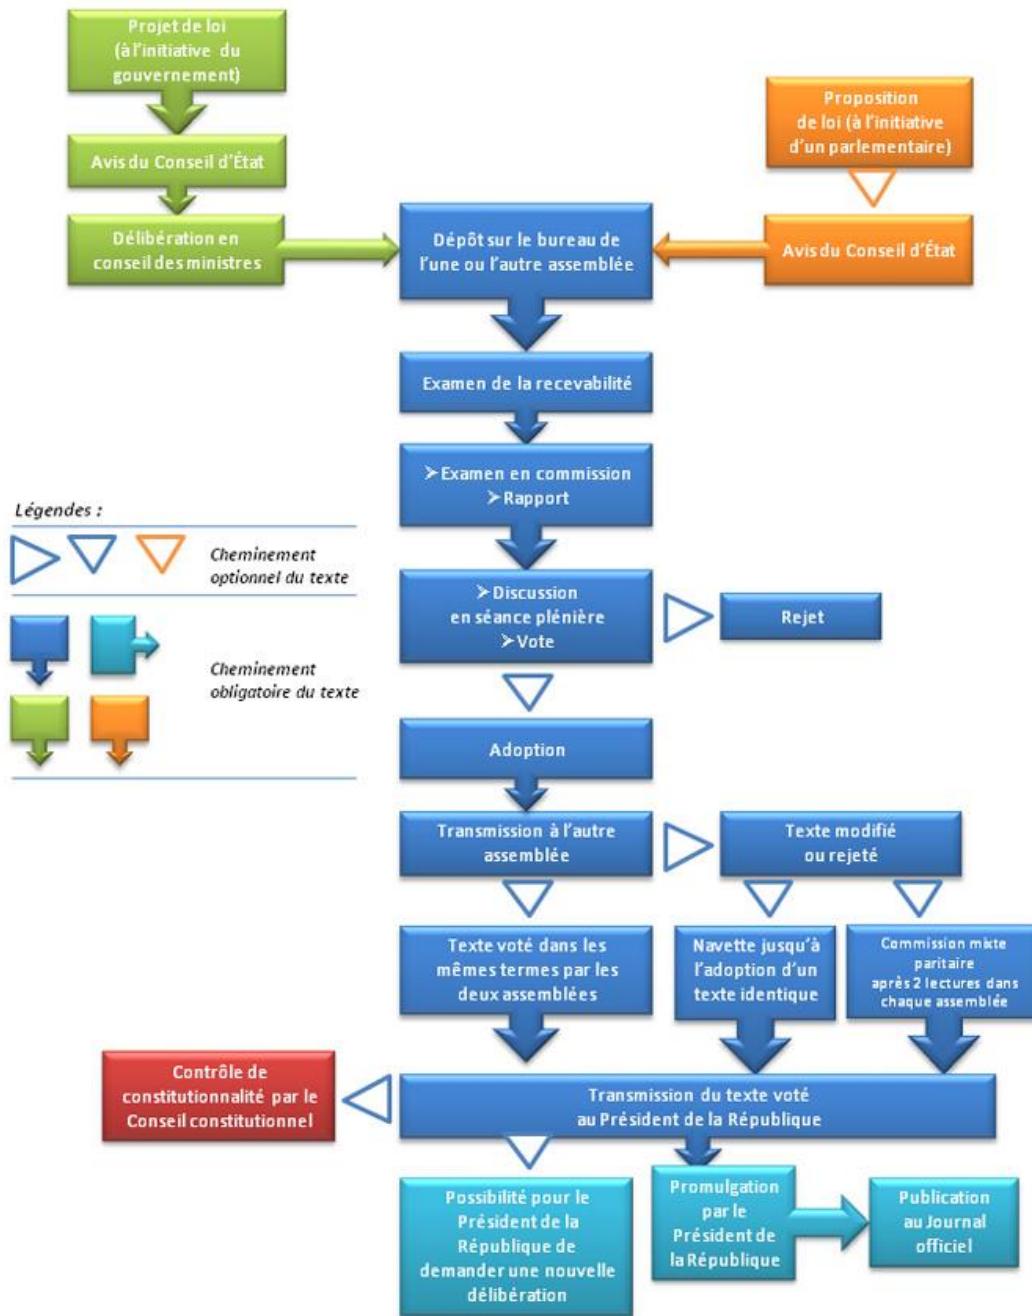 Projet de loi
(à l’initiative du
gouvernement)
Avis du Conseil d’État
Délibération en
conseil des ministres
Proposition
de loi (à l’initiative
d’un parlementaire)
Avis du Conseil d’État
Dépôt sur le bureau de
l’une ou l’autre assemblée
Examen de la recevabilité
➤Examen en commission
➤Rapport
Légendes :
Cheminement
optionnel du texte
Cheminement
obligatoire du texte
➤Discussion
en séance plénière
➤Vote
Rejet
Adoption
Transmission à l’autre
assemblée
Texte modifié
ou rejeté
Texte voté dans les
mêmes termes par les
deux assemblées
Navette jusqu’à
l’adoption d’un
texte identique
Commission mixte
paritaire
après 2 lectures dans
chaque assemblée
Contrôle de
constitutionnalité par le
Conseil constitutionnel
Transmission du texte voté
au Président de la République
Possibilité pour le
Président de la
République de
demander une nouvelle
délibération
Promulgation
par le
Président de
la République
Publication
au Journal
officiel